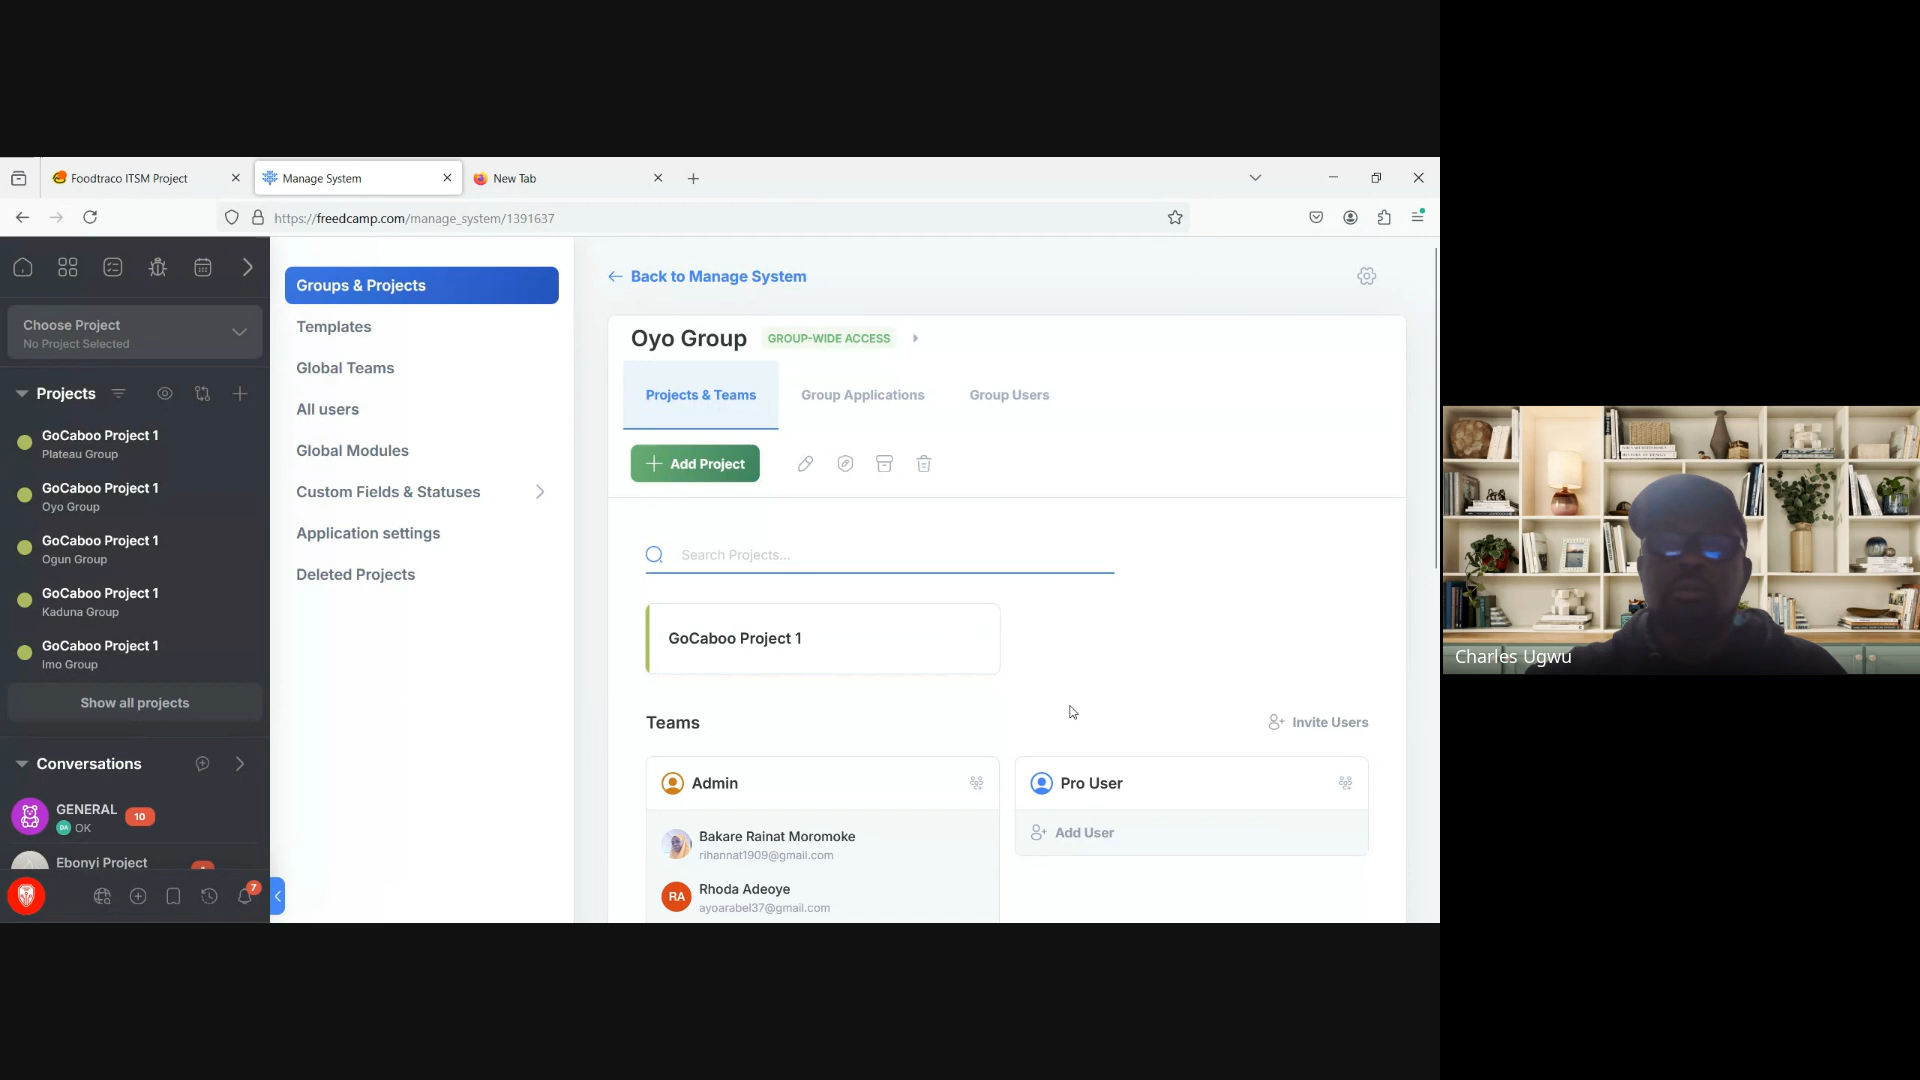 Foodtraco ITSM Project
Manage System
New Tab
https://freedcamp.com/manage_system/1391637
Choose Project
No Project Selected
Projects
GoCaboo Project 1
Plateau Group
GoCaboo Project 1
Oyo Group
GoCaboo Project 1
Ogun Group
GoCaboo Project 1
Kaduna Group
GoCaboo Project 1
Imo Group
Show all projects
Conversations
GENERAL
10
DA OK
Ebonyi Project
7
Groups & Projects
Templates
Global Teams
All users
Global Modules
Custom Fields & Statuses
Application settings
Deleted Projects
Back to Manage System
Oyo Group
GROUP-WIDE ACCESS
Projects & Teams
Group Applications
Group Users
Add Project
Search Projects...
GoCaboo Project 1
Teams
Invite Users
Admin
Bakare Rainat Moromoke
rihannat1909@gmail.com
RA
Rhoda Adeoye
ayoarabel37@gmail.com
Pro User
Add User
Charles Ugwu